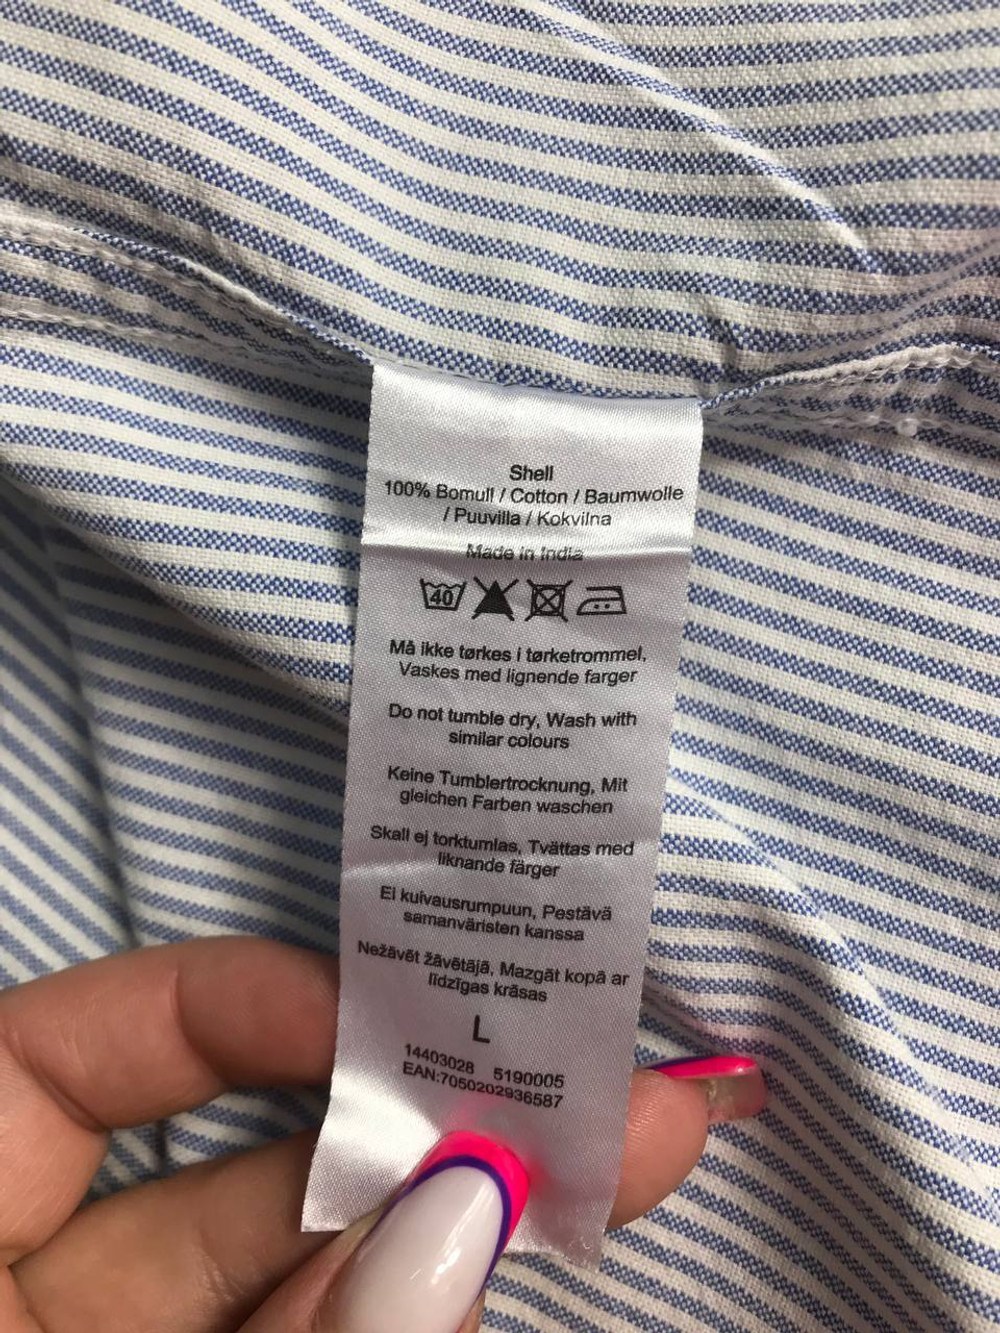 Shell
100% Bomull / Cotton / Baumwolle
/ Puuvilla / Kokvilna
Made in India
40
Må ikke tørkes i tørketrommel,
Vaskes med lignende farger
Do not tumble dry, Wash with
similar colours
Keine Tumblertrocknung, Mit
gleichen Farben waschen
Skall ej torktumlas, Tvättas med
liknande färger
Ei kuivausrumpuun, Pestävä
samanväristen kanssa
Nežāvēt žāvētājā, Mazgāt kopā ar
līdzīgas krāsas
L
14403028 5190005
EAN:7050202936587